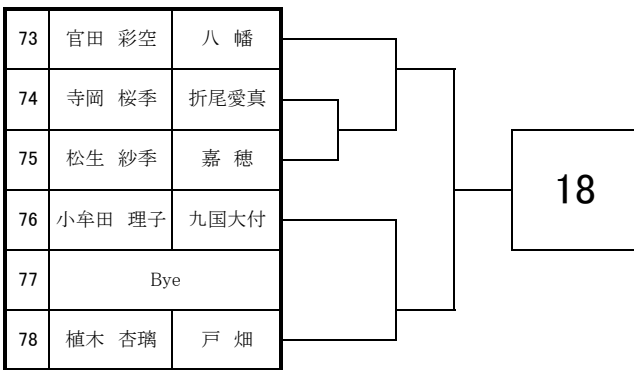 73 官田 彩空 八 幡
74 寺岡 桜季 折尾愛真
75 松生 紗季 嘉 穂
76 小牟田 理子 九国大付
77 Bye
78 植木 杏璃 戸 畑
18